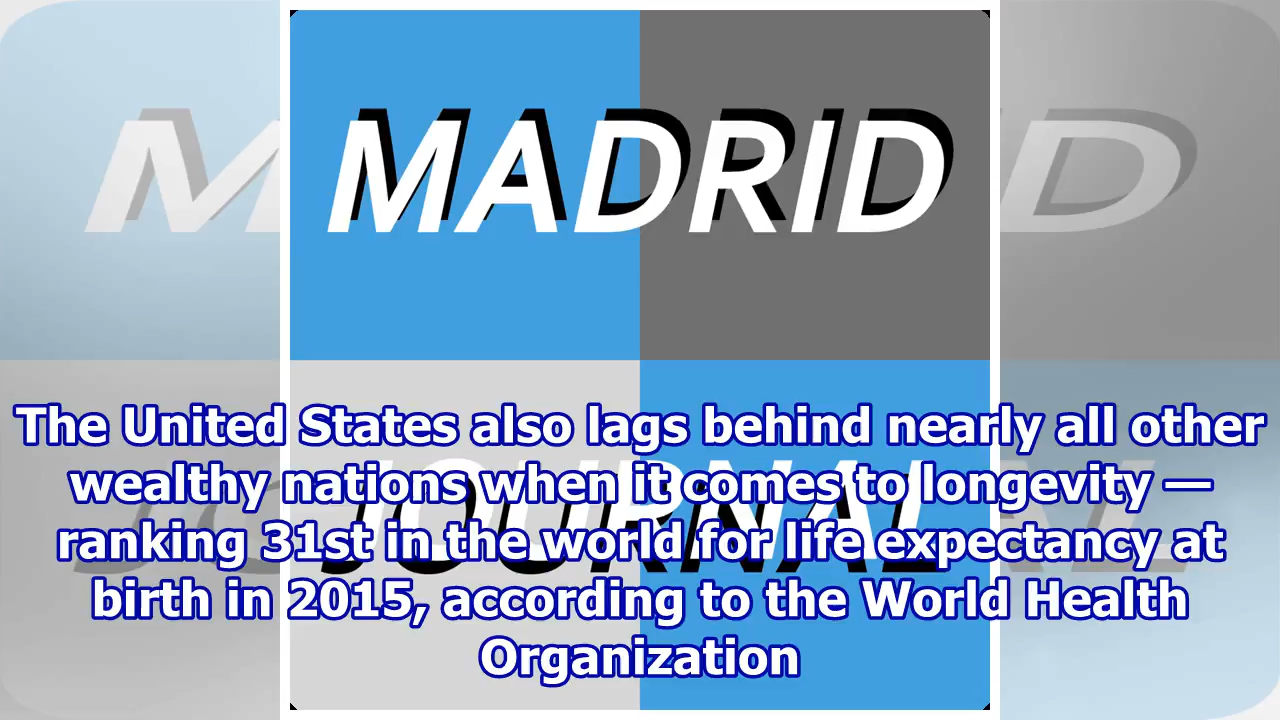 MADRID
JOURNAL
The United States also lags behind nearly all other
wealthy nations when it comes to longevity —
ranking 31st in the world for life expectancy at
birth in 2015, according to the World Health
Organization